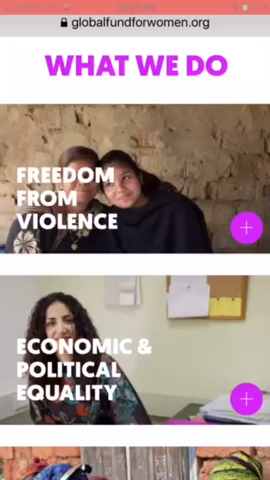 globalfundforwomen.org
WHAT WE DO
FREEDOM
FROM
VIOLENCE
ECONOMIC &
POLITICAL
EQUALITY